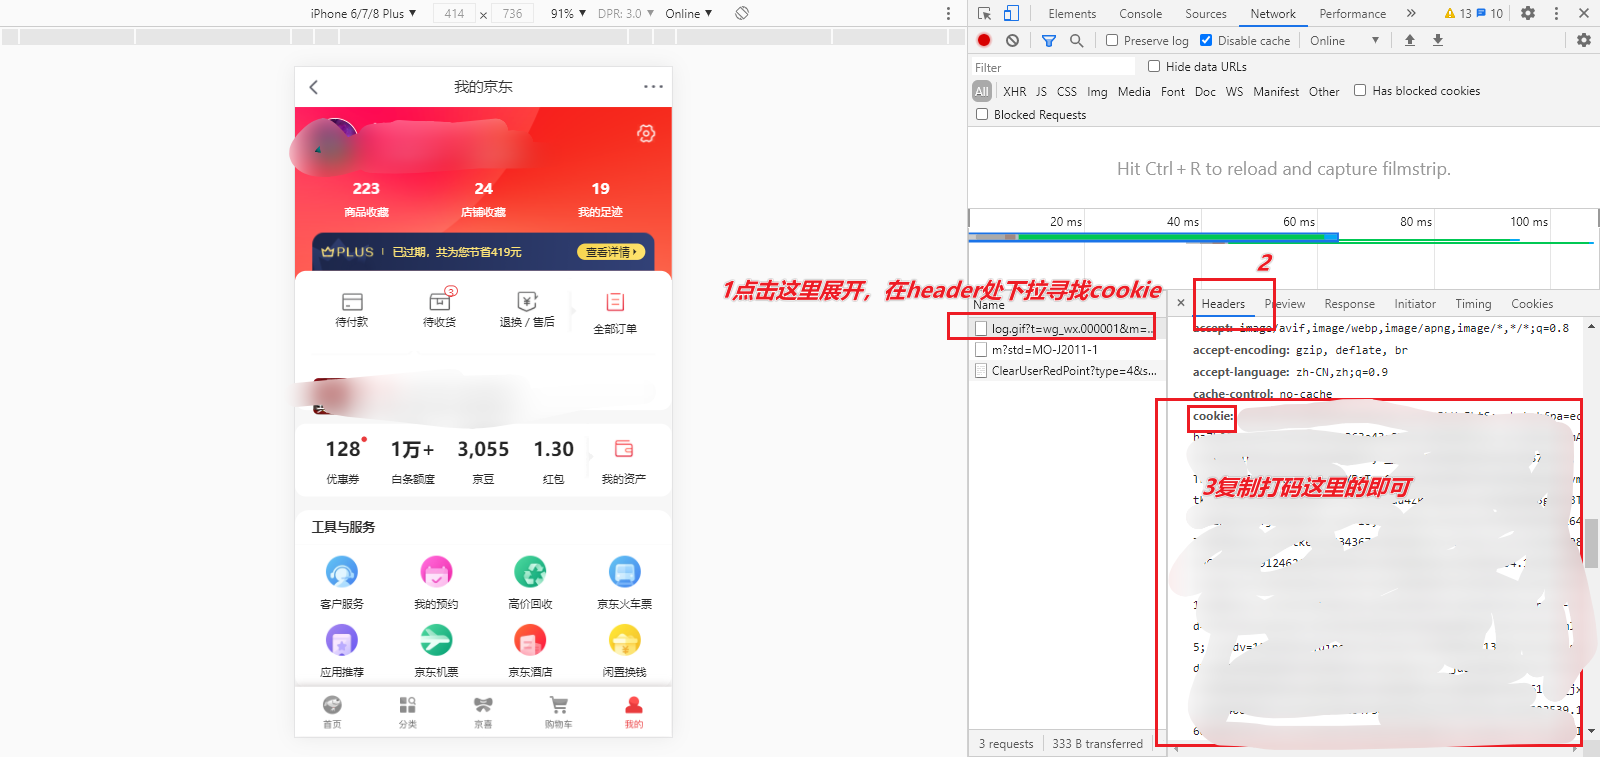 iPhone 6/7/8 Plus ▼ 414 × 736 91% ▼ DPR: 3.0 ▼ Online ▼
我的京东
223 24 19
商品收藏 店铺收藏 我的足迹
PLUS 已过期，共为您节省419元 查看详情
3
待付款 待收货 退换 / 售后 全部订单
128 1万+ 3,055 1.30
优惠券 白条额度 京豆 红包 我的资产
工具与服务
客户服务 我的预约 高价回收 京东火车票
应用推荐 京东机票 京东酒店 闲置换钱
首页 分类 京喜 购物车 我的
Elements Console Sources Network Performance » 13 10
Preserve log Disable cache Online ▼
Filter Hide data URLs
All XHR JS CSS Img Media Font Doc WS Manifest Other Has blocked cookies
Blocked Requests
Hit Ctrl + R to reload and capture filmstrip.
20 ms 40 ms 60 ms 80 ms 100 ms
2
1点击这里展开，在header处下拉寻找cookie
Name
log.gif?t=wg_wx.000001&m=...
m?std=MO-J2011-1
ClearUserRedPoint?type=4&s...
× Headers Preview Response Initiator Timing Cookies
accept: image/avif,image/webp,image/apng,image/*,*/*;q=0.8
accept-encoding: gzip, deflate, br
accept-language: zh-CN,zh;q=0.9
cache-control: no-cache
cookie:
3复制打码这里的即可
3 requests 333 B transferred